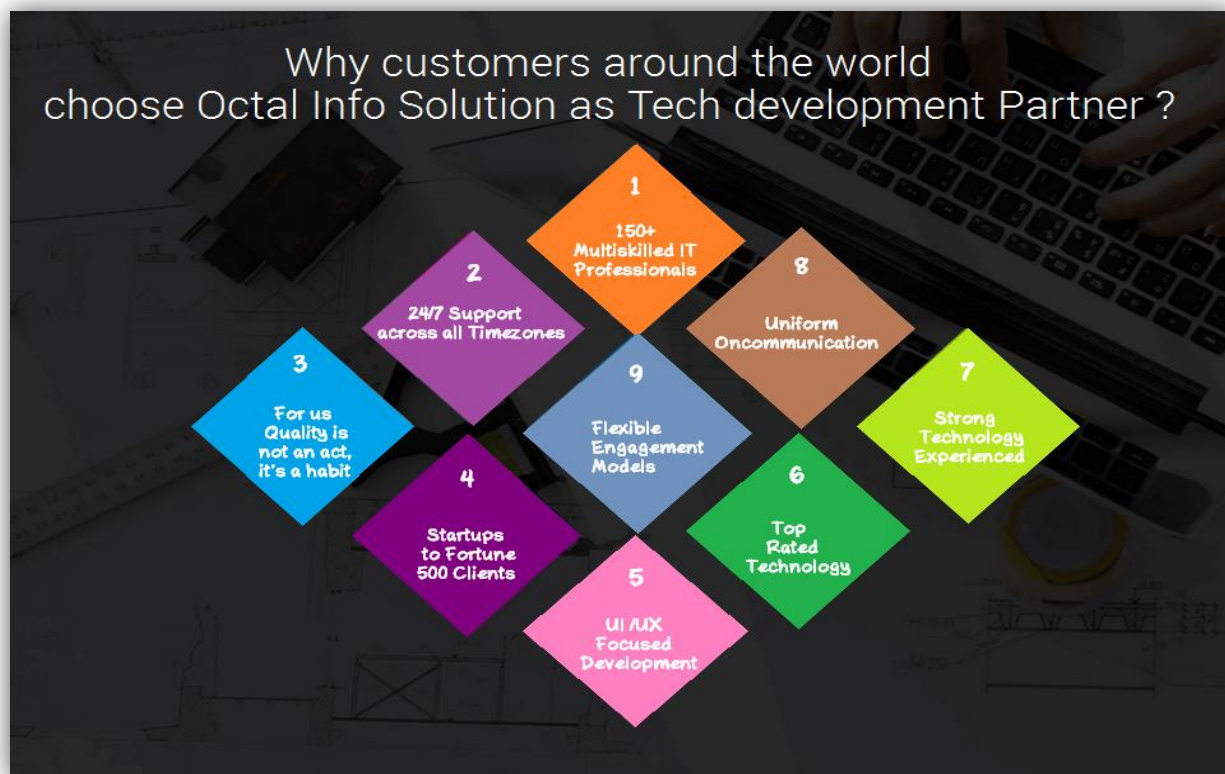 Why customers around the world
choose Octal Info Solution as Tech development Partner ?
1
150+
Multiskilled IT
Professionals
2
24/7 Support
across all Timezones
3
For us
Quality is
not an act,
it's a habit
4
Startups
to Fortune
500 Clients
5
UI /UX
Focused
Development
6
Top
Rated
Technology
7
Strong
Technology
Experienced
8
Uniform
Oncommunication
9
Flexible
Engagement
Models